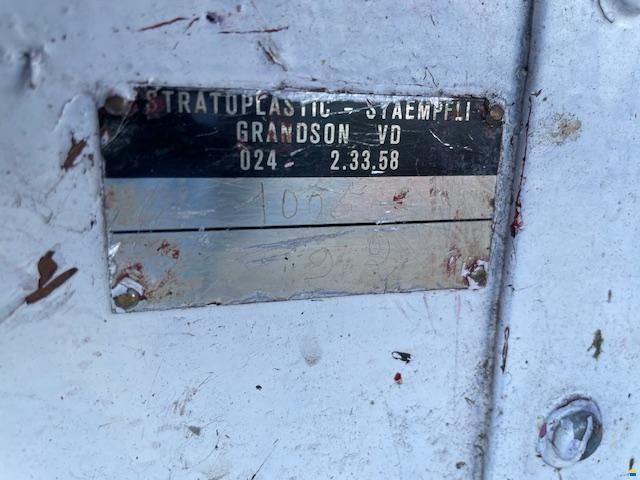 STRATOPLASTIC - STAEMPFLI
GRANDSON VD
024 2.33.58